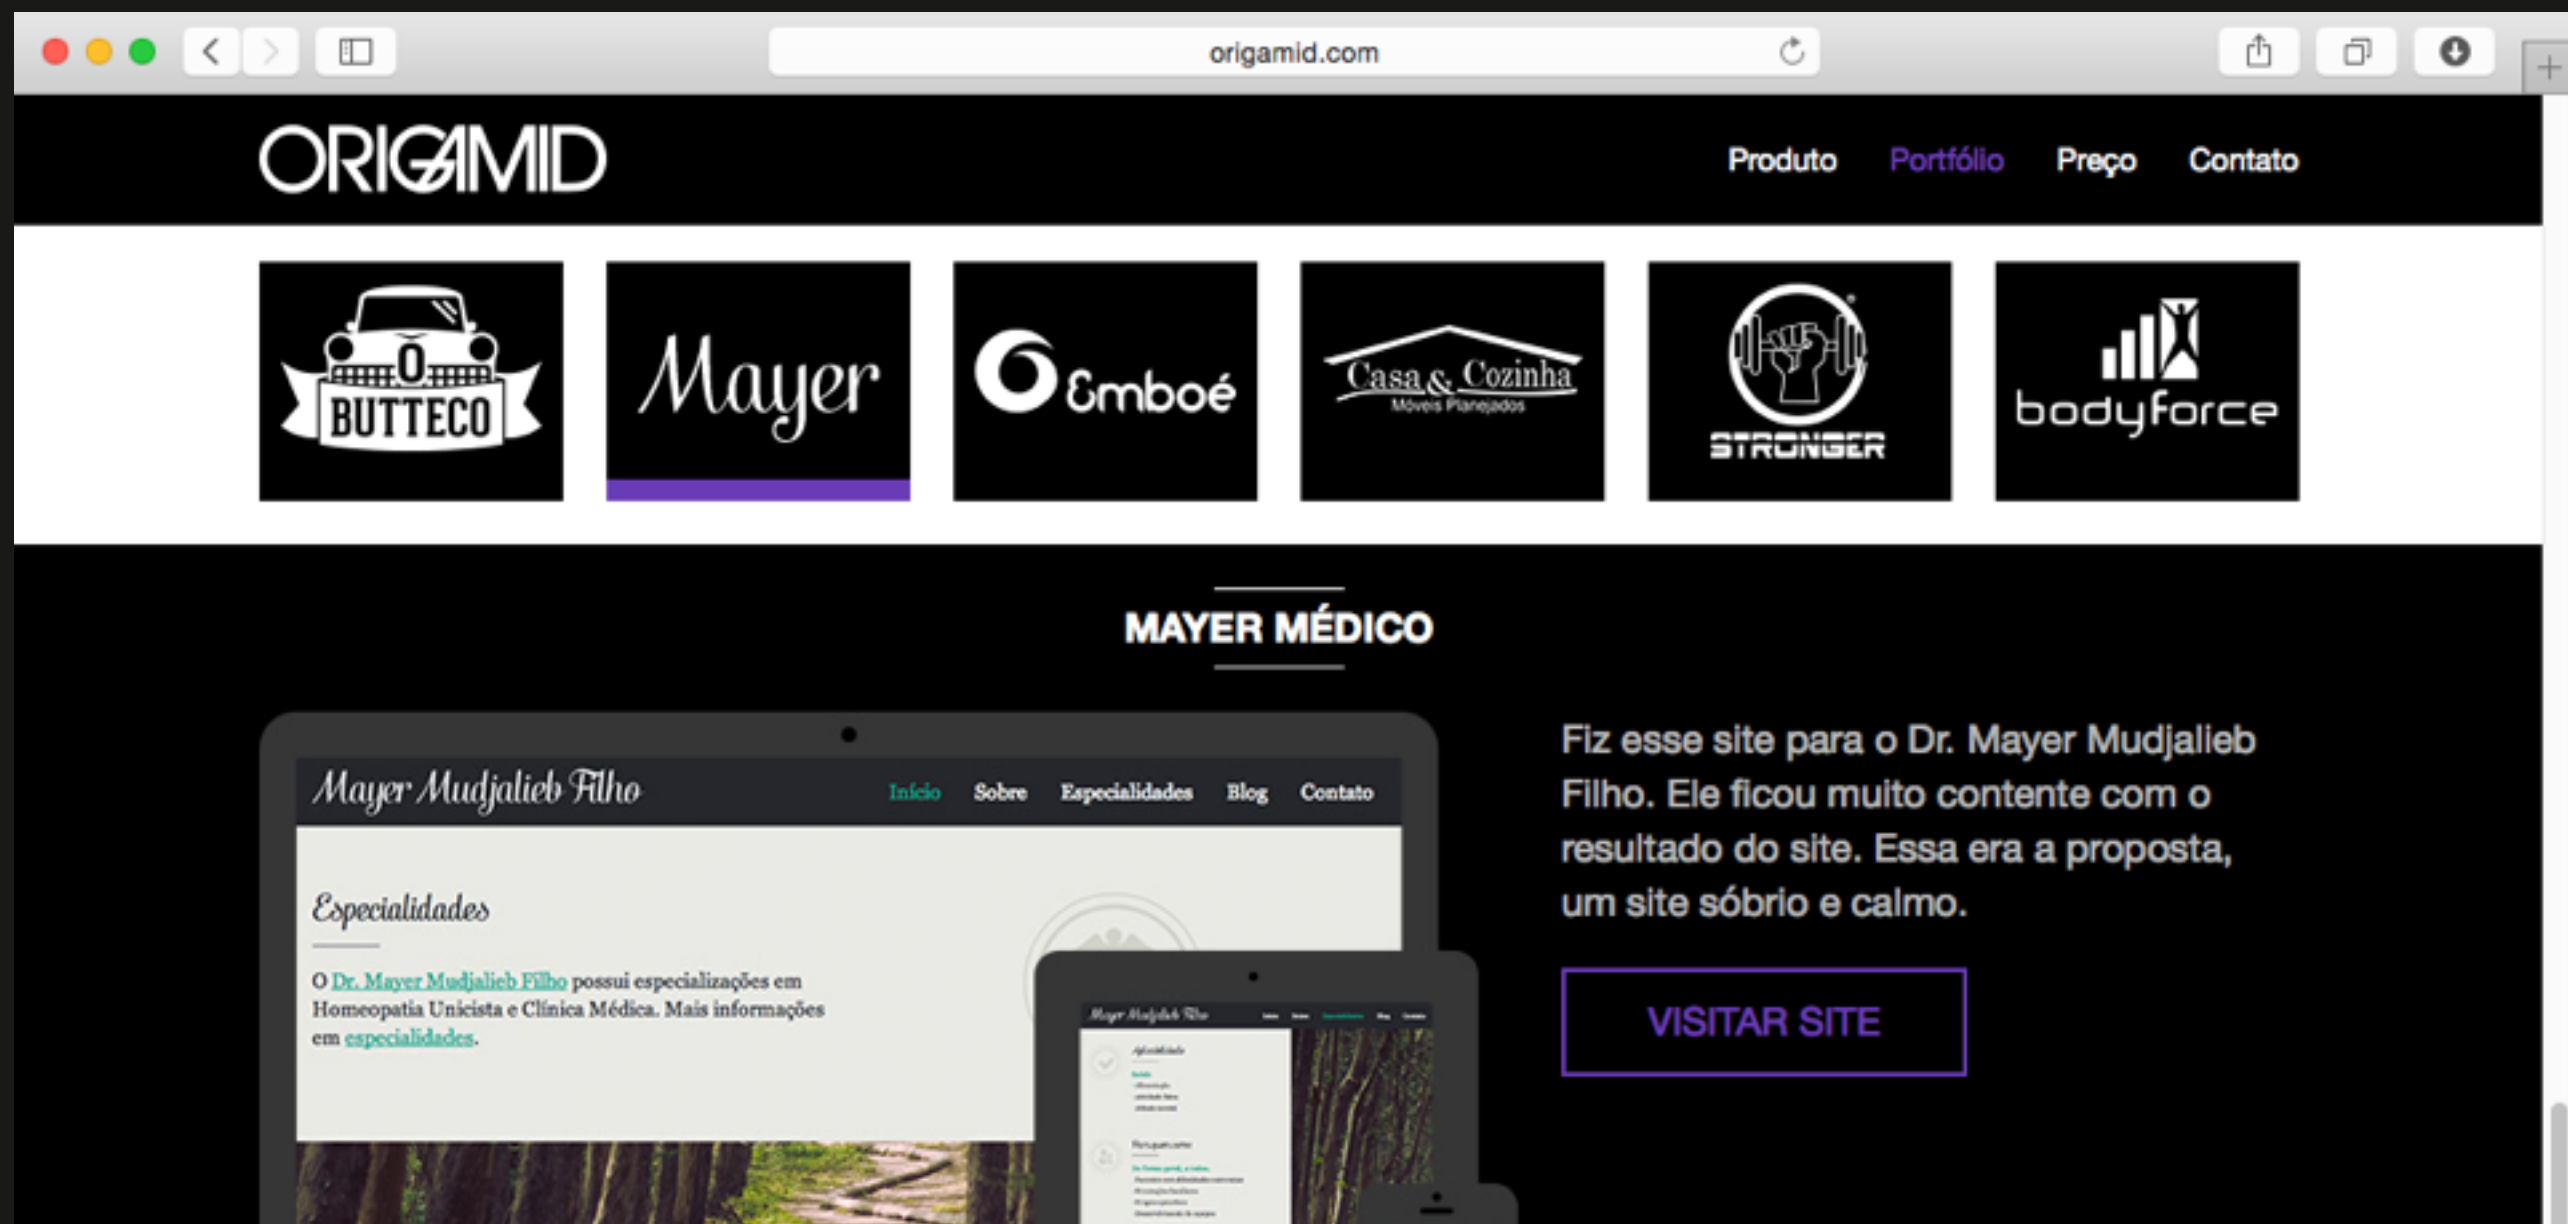 origamid.com
ORIGAMID
Produto Portfólio Preço Contato
O
BUTTECO
Mayer
emboé
Casa & Cozinha
Móveis Planejados
STRONGER
bodyforce
MAYER MÉDICO
Mayer Mudjalieb Filho
Início Sobre Especialidades Blog Contato
Especialidades
O Dr. Mayer Mudjalieb Filho possui especializações em
Homeopatia Unicista e Clínica Médica. Mais informações
em especialidades.
Mayer Mudjalieb Filho
Fiz esse site para o Dr. Mayer Mudjalieb
Filho. Ele ficou muito contente com o
resultado do site. Essa era a proposta,
um site sóbrio e calmo.
VISITAR SITE